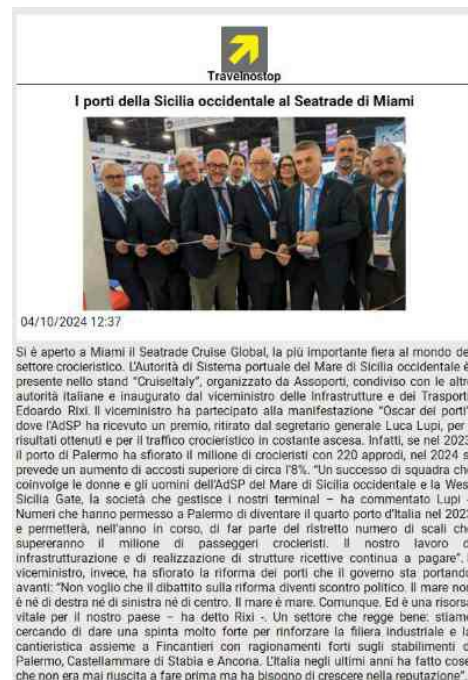 Travelnostop
I porti della Sicilia occidentale al Seatrade di Miami
04/10/2024 12:37
Si è aperto a Miami il Seatrade Cruise Global, la più importante fiera al mondo del
settore crocieristico. L'Autorità di Sistema portuale del Mare di Sicilia occidentale è
presente nello stand "CruiseItaly", organizzato da Assoporti, condiviso con le altre
autorità italiane e inaugurato dal viceministro delle Infrastrutture e dei Trasporti
Edoardo Rixi. Il viceministro ha partecipato alla manifestazione "Oscar dei porti"
dove l'AdSP ha ricevuto un premio, ritirato dal segretario generale Luca Lupi, per i
risultati ottenuti e per il traffico crocieristico in costante ascesa. Infatti, se nel 2023
il porto di Palermo ha sfiorato il milione di crocieristi con 220 approdi, nel 2024 si
prevede un aumento di accosti superiore di circa l'8%. "Un successo di squadra che
coinvolge le donne e gli uomini dell'AdSP del Mare di Sicilia occidentale e la West
Sicilia Gate, la società che gestisce i nostri terminal – ha commentato Lupi -.
Numeri che hanno permesso a Palermo di diventare il quarto porto d'Italia nel 2023
e permetterà, nell'anno in corso, di far parte del ristretto numero di scali che
supereranno il milione di passeggeri crocieristi. Il nostro lavoro di
infrastrutturazione e di realizzazione di strutture ricettive continua a pagare". Il
viceministro, invece, ha sfiorato la riforma dei porti che il governo sta portando
avanti: "Non voglio che il dibattito sulla riforma diventi scontro politico. Il mare non
è né di destra né di sinistra né di centro. Il mare è mare. Comunque. Ed è una risorsa
vitale per il nostro paese – ha detto Rixi -. Un settore che regge bene: stiamo
cercando di dare una spinta molto forte per rinforzare la filiera industriale e la
cantieristica assieme a Fincantieri con ragionamenti forti sugli stabilimenti di
Palermo, Castellammare di Stabia e Ancona. L'Italia negli ultimi anni ha fatto cose
che non era mai riuscita a fare prima ma ha bisogno di crescere nella reputazione".